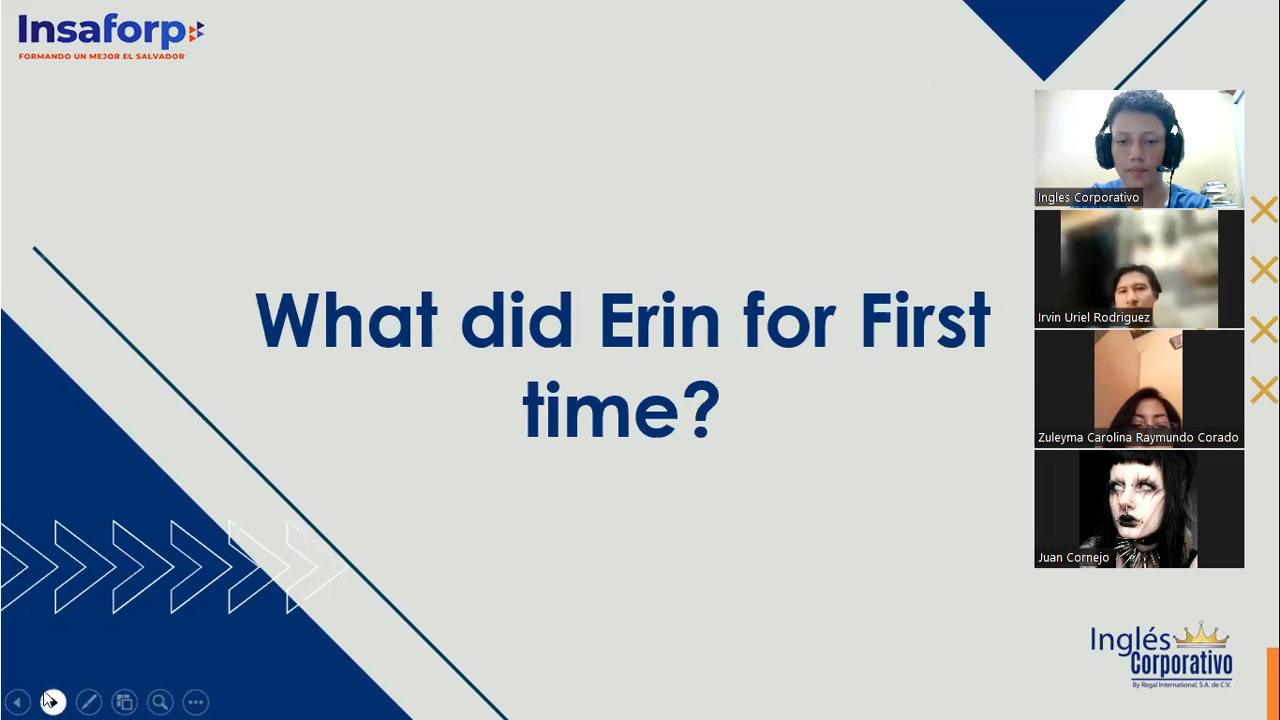 Insaforp
FORMANDO UN MEJOR EL SALVADOR
What did Erin for First
time?
Ingles Corporativo
Irvin Uriel Rodriguez
Zuleyma Carolina Raymundo Corado
Juan Cornejo
Inglés
Corporativo
By Regal International, S.A. de C.V.